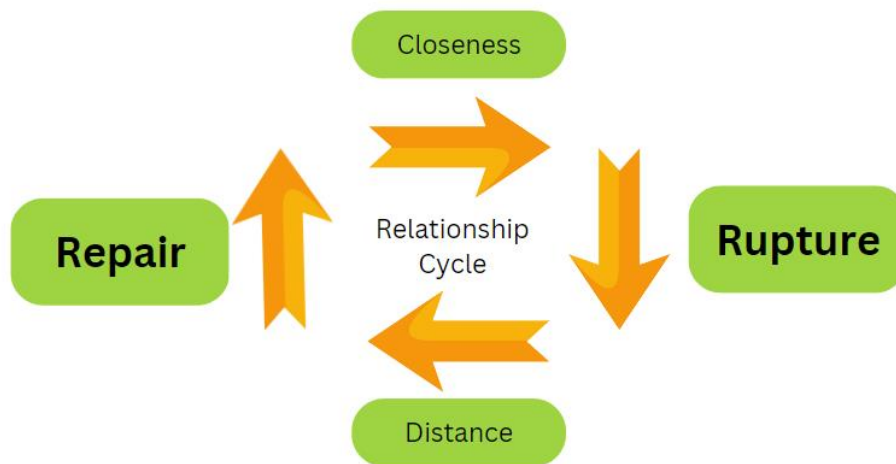 Closeness
Repair
Relationship
Cycle
Rupture
Distance